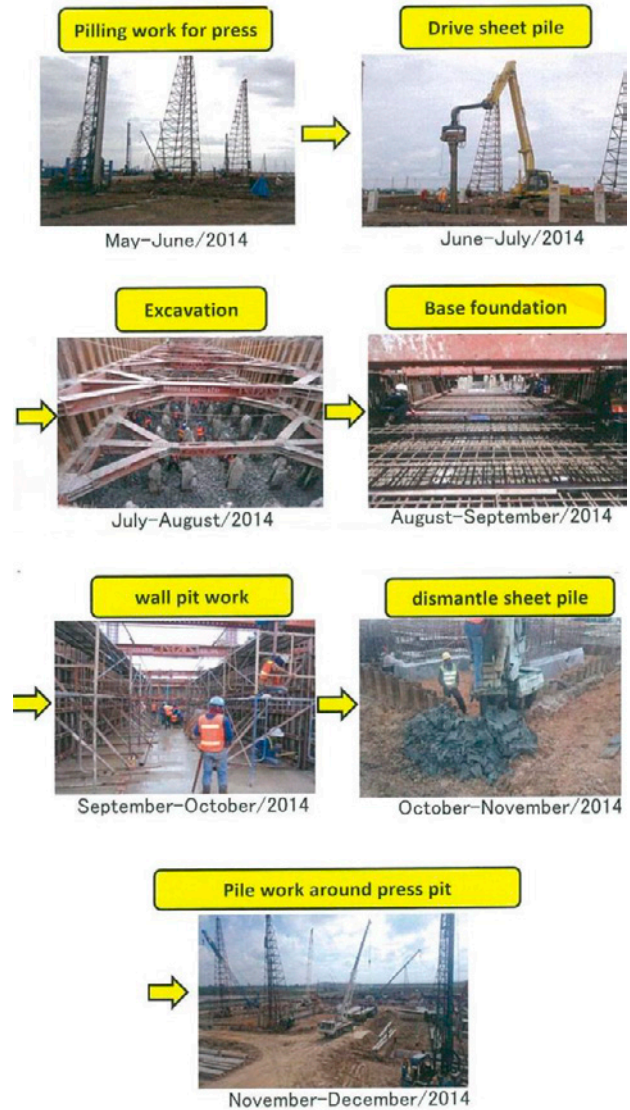 Pilling work for press
Drive sheet pile
May-June/2014
June-July/2014
Excavation
Base foundation
July-August/2014
August-September/2014
wall pit work
dismantle sheet pile
September-October/2014
October-November/2014
Pile work around press pit
November-December/2014